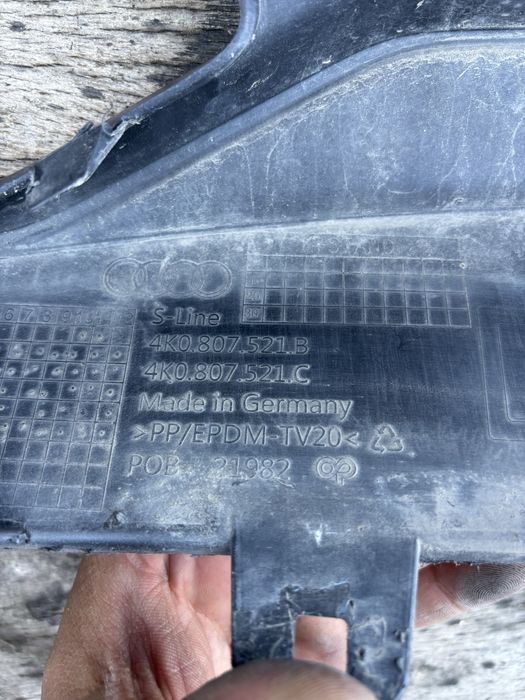 S-Line
4K0.807.521.B
4K0.807.521.C
Made in Germany
>PP/EPDM-TV20<
POB 21982